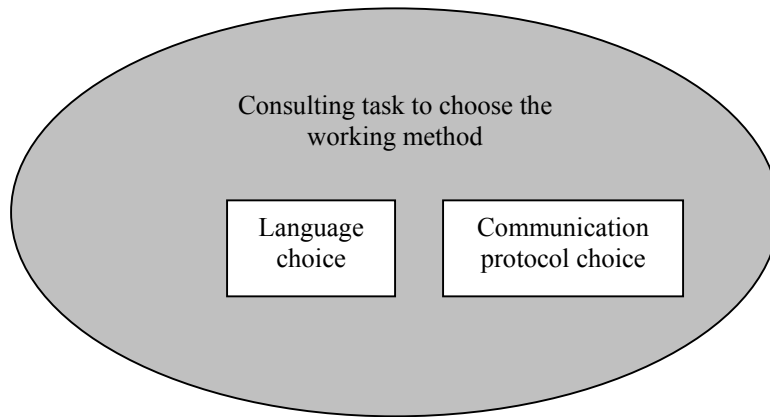 Consulting task to choose the
working method
Language
choice
Communication
protocol choice